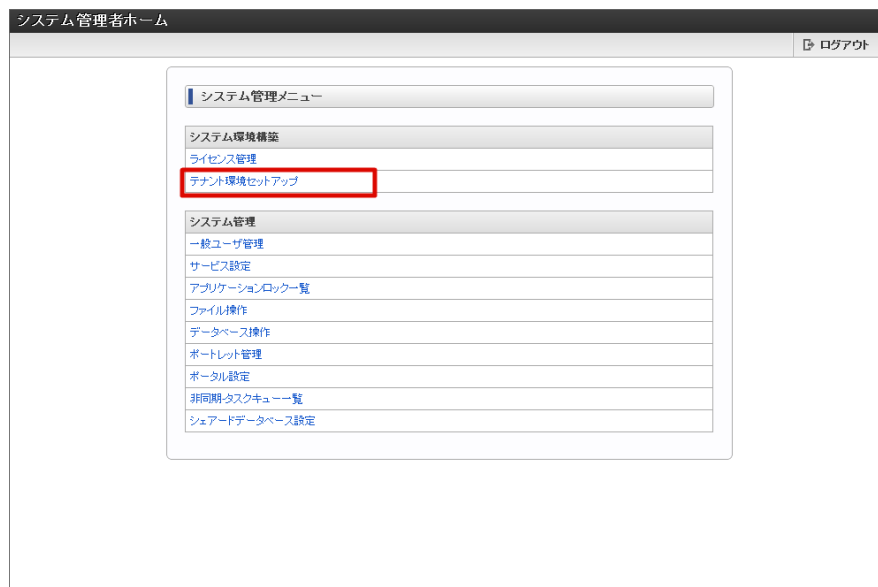 システム管理者ホーム
ログアウト
システム管理メニュー
システム環境構築
ライセンス管理
テナント環境セットアップ
システム管理
一般ユーザ管理
サービス設定
アプリケーションロック一覧
ファイル操作
データベース操作
ポートレット管理
ポータル設定
非同期タスクキュー一覧
シェアードデータベース設定